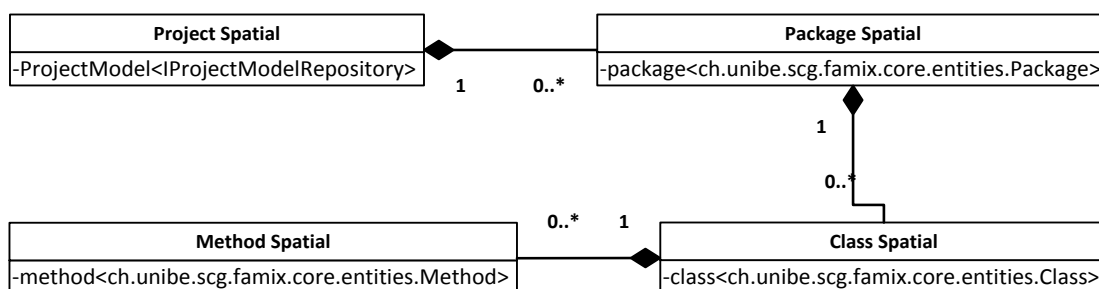 Project Spatial
-ProjectModel<IProjectModelRepository>
Package Spatial
-package<ch.unibe.scg.famix.core.entities.Package>
1
0..*
1
0..*
Method Spatial
-method<ch.unibe.scg.famix.core.entities.Method>
0..*
1
Class Spatial
-class<ch.unibe.scg.famix.core.entities.Class>